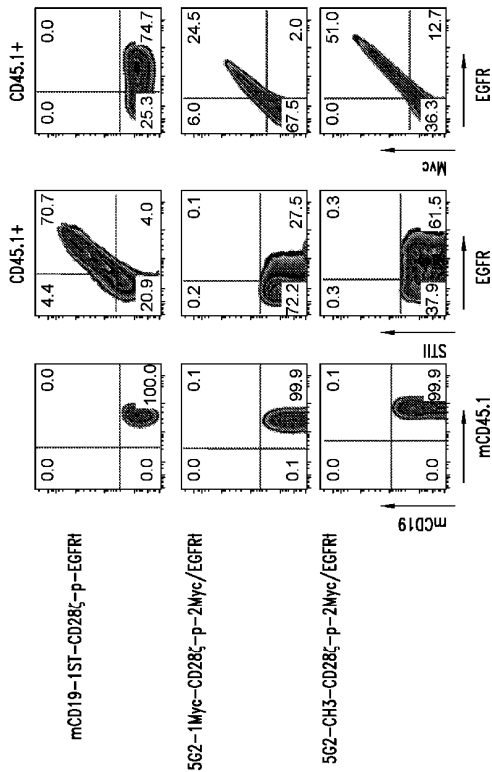 CD45.1+ CD45.1+
mCD19-1ST-CD28ζ-p-EGFRt
0.0 0.0 4.4 70.7 0.0 0.0
0.0 100.0 20.9 4.0 25.3 74.7
5G2-1Myc-CD28ζ-p-2Myc/EGFRt
0.0 0.1 0.2 0.1 6.0 24.5
0.1 99.9 72.2 27.5 67.5 2.0
5G2-CH3-CD28ζ-p-2Myc/EGFRt
0.0 0.1 0.3 0.3 0.0 51.0
0.0 99.9 37.9 61.5 36.3 12.7
mCD19 STII Myc
mCD45.1 EGFR EGFR